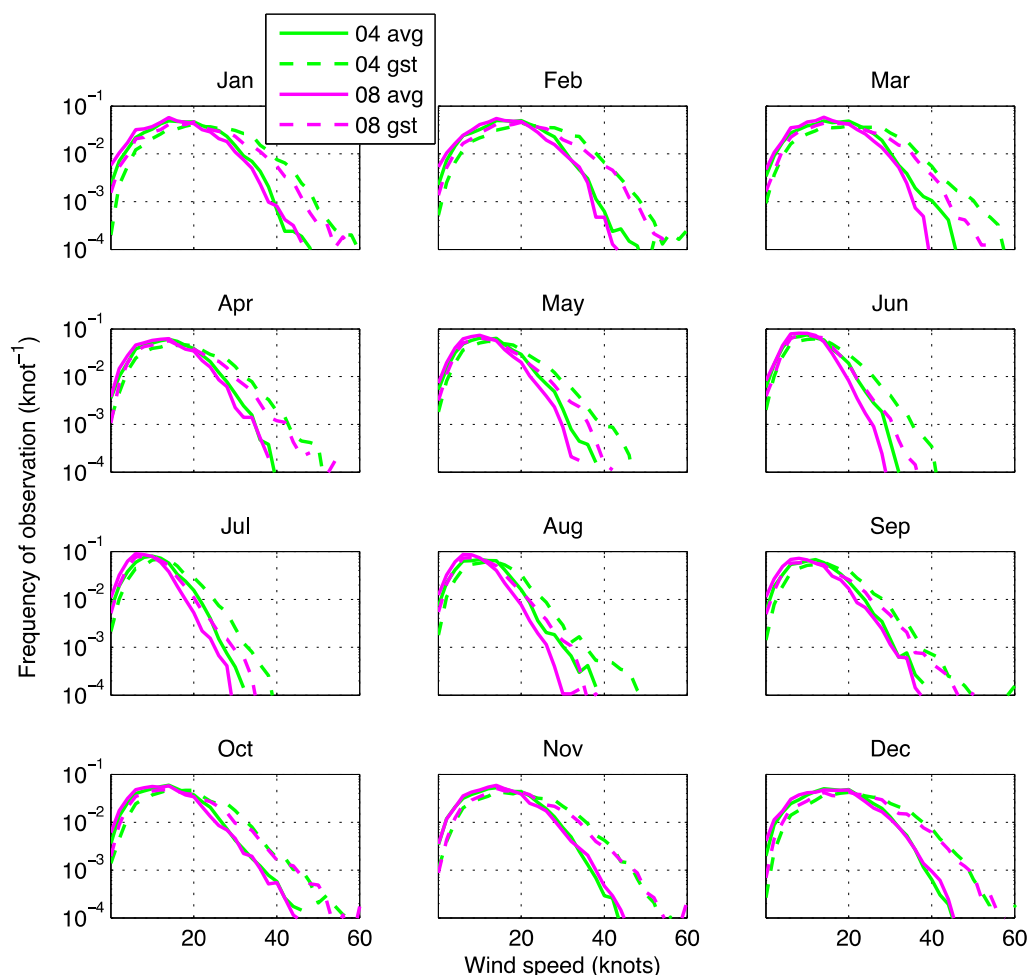 04 avg
04 gst
08 avg
08 gst
Jan Feb Mar
10⁻¹
10⁻²
10⁻³
10⁻⁴
Apr May Jun
10⁻¹
10⁻²
10⁻³
10⁻⁴
Jul Aug Sep
10⁻¹
10⁻²
10⁻³
10⁻⁴
Oct Nov Dec
10⁻¹
10⁻²
10⁻³
10⁻⁴
20 40 60 20 40 60 20 40 60
Frequency of observation (knot⁻¹)
Wind speed (knots)